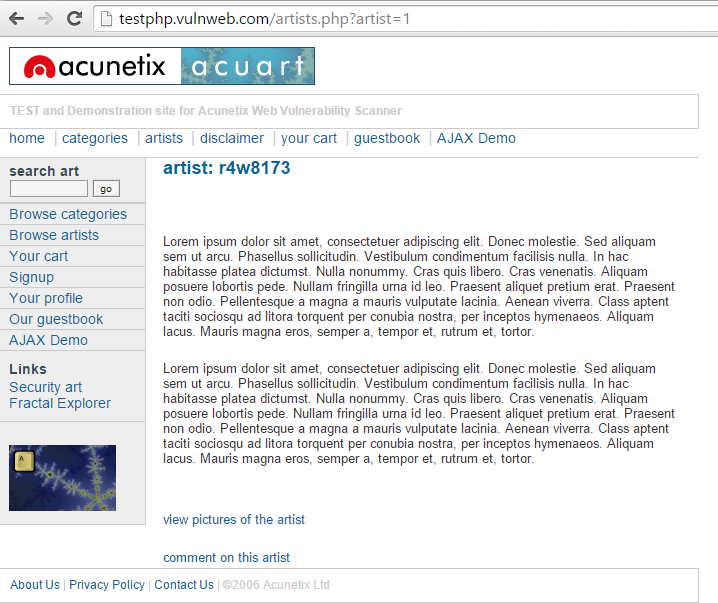 testphp.vulnweb.com/artists.php?artist=1
acunetix acuart
TEST and Demonstration site for Acunetix Web Vulnerability Scanner
home | categories | artists | disclaimer | your cart | guestbook | AJAX Demo
search art
go
Browse categories
Browse artists
Your cart
Signup
Your profile
Our guestbook
AJAX Demo
Links
Security art
Fractal Explorer
A
artist: r4w8173
Lorem ipsum dolor sit amet, consectetuer adipiscing elit. Donec molestie. Sed aliquam
sem ut arcu. Phasellus sollicitudin. Vestibulum condimentum facilisis nulla. In hac
habitasse platea dictumst. Nulla nonummy. Cras quis libero. Cras venenatis. Aliquam
posuere lobortis pede. Nullam fringilla urna id leo. Praesent aliquet pretium erat. Praesent
non odio. Pellentesque a magna a mauris vulputate lacinia. Aenean viverra. Class aptent
taciti sociosqu ad litora torquent per conubia nostra, per inceptos hymenaeos. Aliquam
lacus. Mauris magna eros, semper a, tempor et, rutrum et, tortor.
Lorem ipsum dolor sit amet, consectetuer adipiscing elit. Donec molestie. Sed aliquam
sem ut arcu. Phasellus sollicitudin. Vestibulum condimentum facilisis nulla. In hac
habitasse platea dictumst. Nulla nonummy. Cras quis libero. Cras venenatis. Aliquam
posuere lobortis pede. Nullam fringilla urna id leo. Praesent aliquet pretium erat. Praesent
non odio. Pellentesque a magna a mauris vulputate lacinia. Aenean viverra. Class aptent
taciti sociosqu ad litora torquent per conubia nostra, per inceptos hymenaeos. Aliquam
lacus. Mauris magna eros, semper a, tempor et, rutrum et, tortor.
view pictures of the artist
comment on this artist
About Us | Privacy Policy | Contact Us | ©2006 Acunetix Ltd